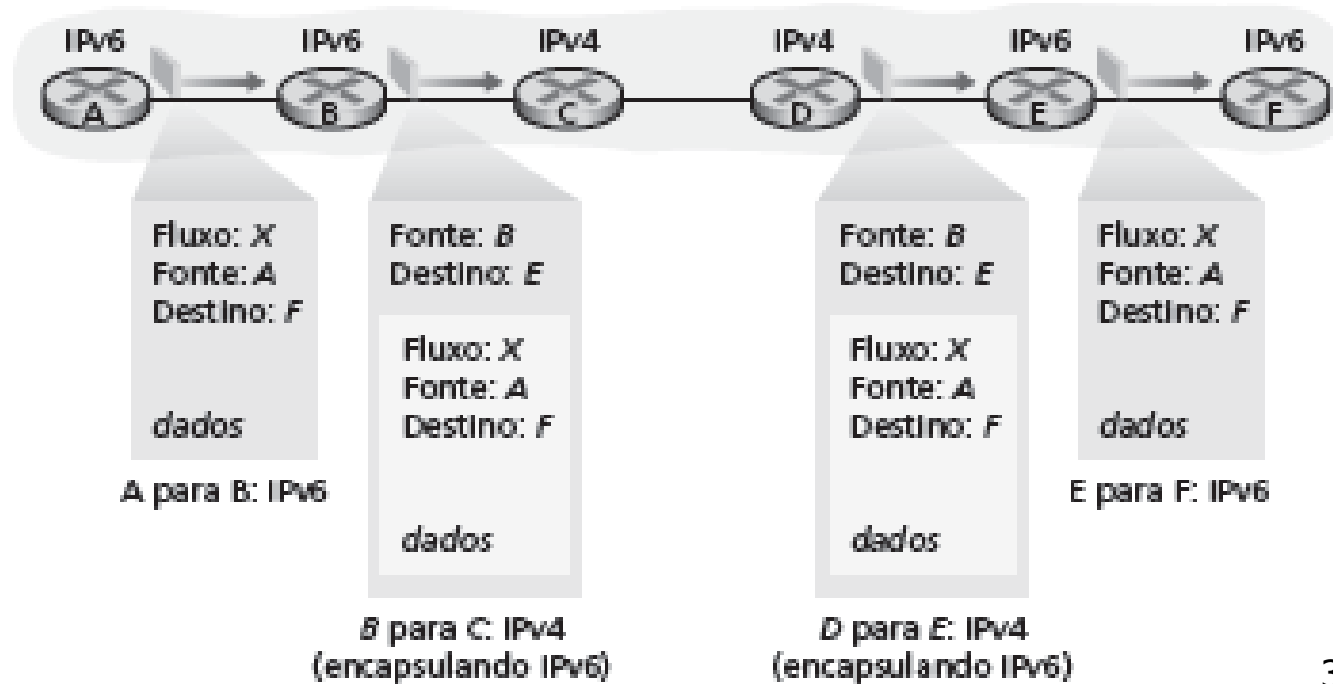 IPv6 IPv6 IPv4 IPv4 IPv6 IPv6
A B C D E F
Fluxo: X
Fonte: A
Destino: F
dados
A para B: IPv6
Fonte: B
Destino: E
Fluxo: X
Fonte: A
Destino: F
dados
B para C: IPv4
(encapsulando IPv6)
Fonte: B
Destino: E
Fluxo: X
Fonte: A
Destino: F
dados
D para E: IPv4
(encapsulando IPv6)
Fluxo: X
Fonte: A
Destino: F
dados
E para F: IPv6